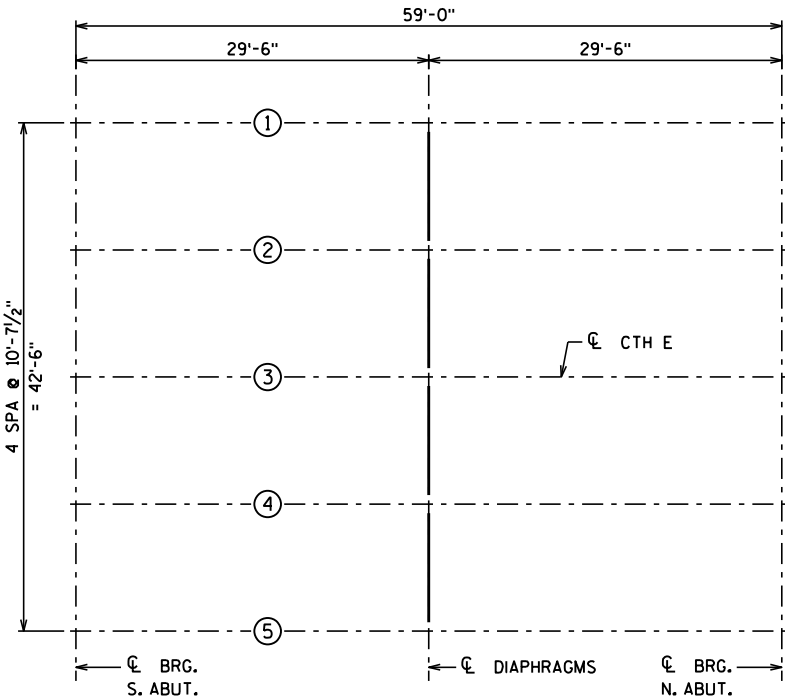 59'-0"
29'-6"
29'-6"
1
2
4 SPA @ 10'-7½"
= 42'-6"
℄ CTH E
3
4
5
℄ BRG.
S. ABUT.
℄ DIAPHRAGMS
℄ BRG.
N. ABUT.